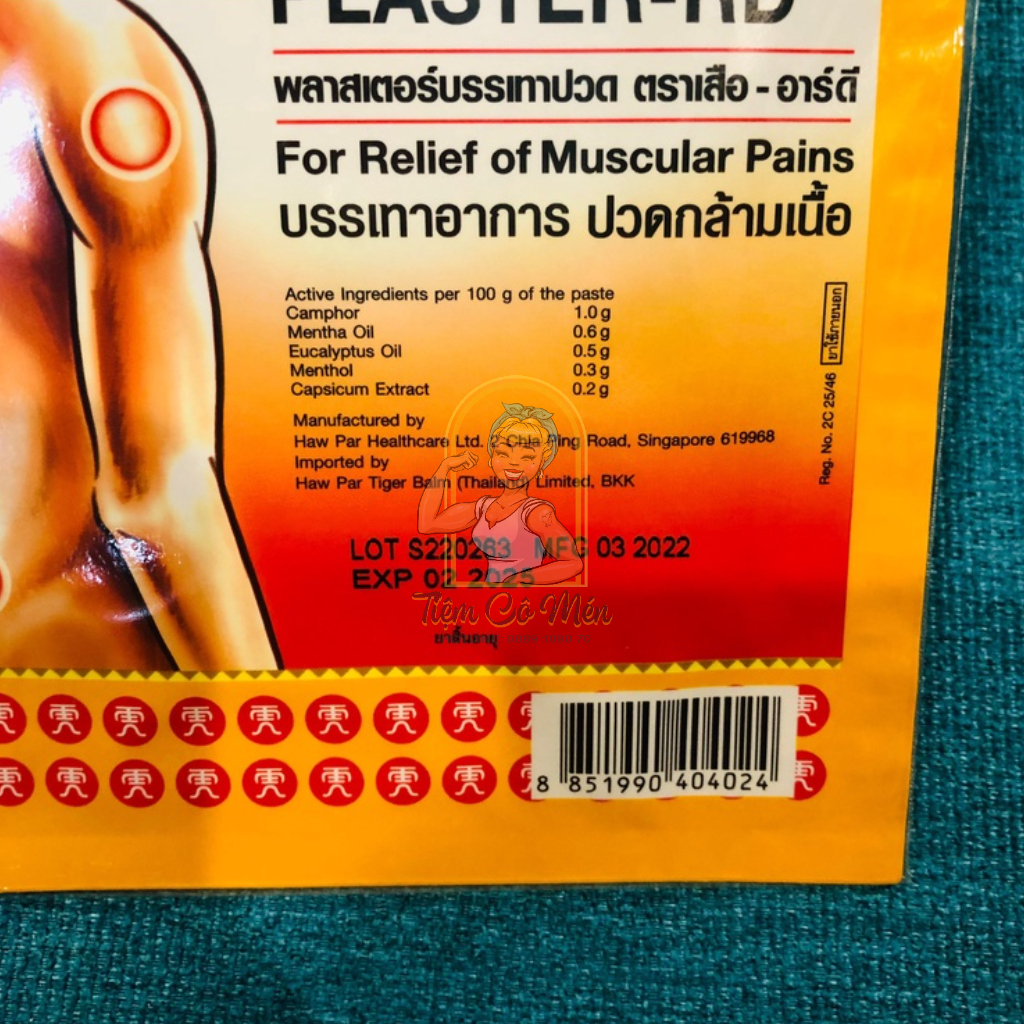 PLASTER-RD
พลาสเตอร์บรรเทาปวด ตราเสือ - อาร์ดี
For Relief of Muscular Pains
บรรเทาอาการ ปวดกล้ามเนื้อ
Active Ingredients per 100 g of the paste
Camphor 1.0 g
Mentha Oil 0.6 g
Eucalyptus Oil 0.5 g
Menthol 0.3 g
Capsicum Extract 0.2 g
Reg. No. 2C 25/46 ยาใช้ภายนอก
Manufactured by
Haw Par Healthcare Ltd. 2 Chia Ping Road, Singapore 619968
Imported by
Haw Par Tiger Balm (Thailand) Limited, BKK
LOT S220263 MFG 03 2022
EXP 02 2025
Tiệm Cô Mén
ยาสิ้นอายุ
8 851990 404024